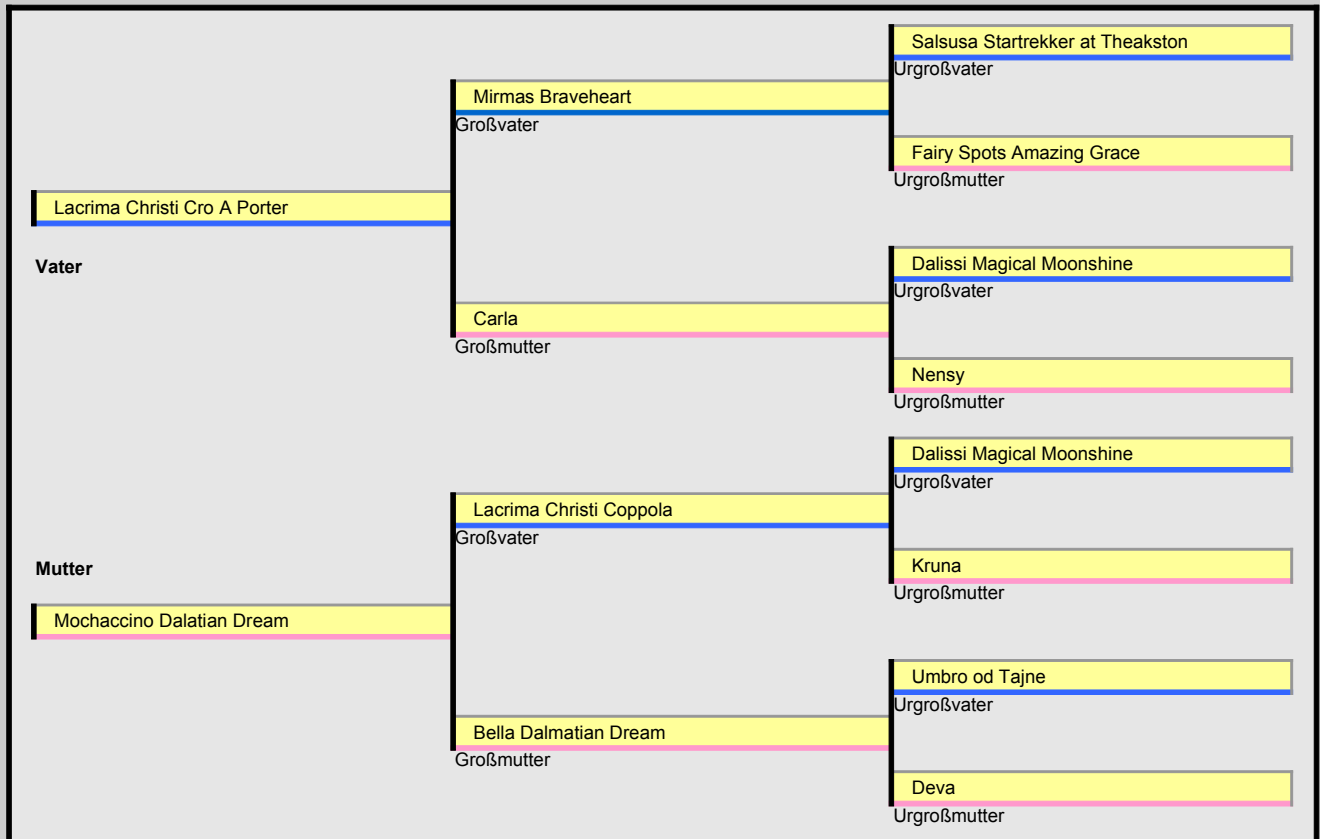 Salsusa Startrekker at Theakston
Urgroßvater
Mirmas Braveheart
Großvater
Fairy Spots Amazing Grace
Urgroßmutter
Lacrima Christi Cro A Porter
Vater
Dalissi Magical Moonshine
Urgroßvater
Carla
Großmutter
Nensy
Urgroßmutter
Dalissi Magical Moonshine
Urgroßvater
Lacrima Christi Coppola
Großvater
Mutter
Kruna
Urgroßmutter
Mochaccino Dalatian Dream
Umbro od Tajne
Urgroßvater
Bella Dalmatian Dream
Großmutter
Deva
Urgroßmutter